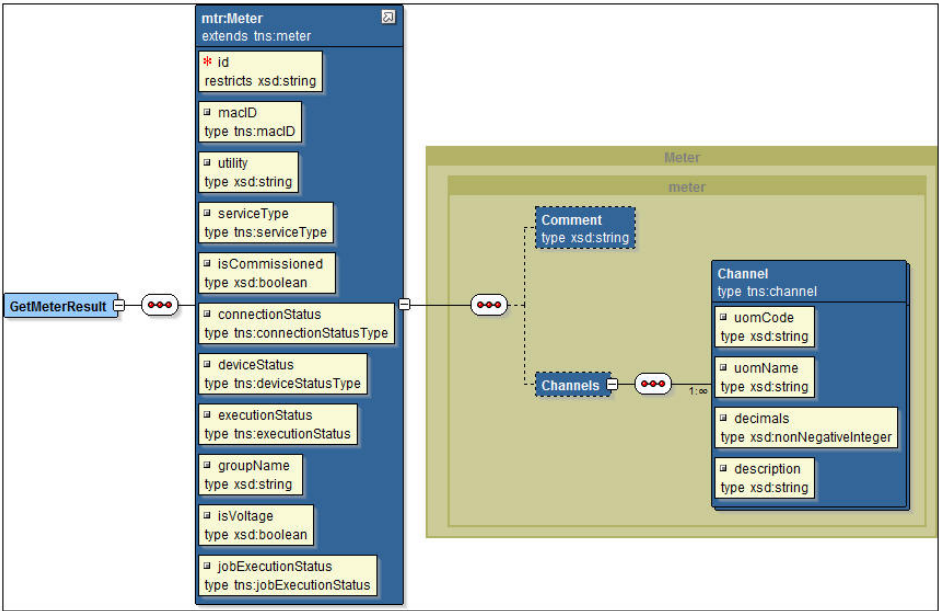 GetMeterResult
mtr:Meter
extends tns:meter
* id
restricts xsd:string
macID
type tns:macID
utility
type xsd:string
serviceType
type tns:serviceType
isCommissioned
type xsd:boolean
connectionStatus
type tns:connectionStatusType
deviceStatus
type tns:deviceStatusType
executionStatus
type tns:executionStatus
groupName
type xsd:string
isVoltage
type xsd:boolean
jobExecutionStatus
type tns:jobExecutionStatus
Meter
meter
Comment
type xsd:string
Channels
1:∞
Channel
type tns:channel
uomCode
type xsd:string
uomName
type xsd:string
decimals
type xsd:nonNegativeInteger
description
type xsd:string